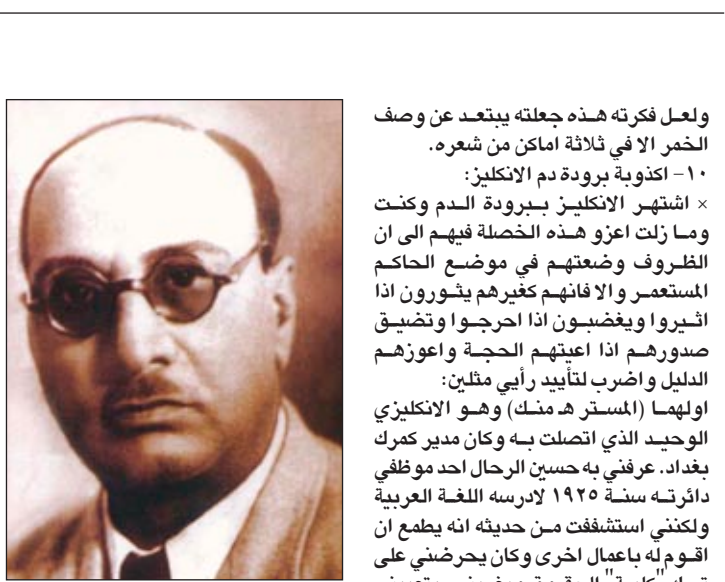 ولعل فكرته هذه جعلته يبتعد عن وصف
الخمر الا في ثلاثة اماكن من شعره.
١٠- اكذوبة برودة دم الانكليز:
× اشتهر الانكليز ببرودة الدم وكنت
وما زلت اعزو هذه الخصلة فيهم الى ان
الظروف وضعتهم في موضع الحاكم
المستعمر والا فانهم كغيرهم يثورون اذا
اثيروا ويغضبون اذا احرجوا وتضيق
صدورهم اذا اعيتهم الحجة واعوزهم
الدليل واضرب لتأييد رأيي مثلين:
اولهما (المستر همنك) وهو الانكليزي
الوحيد الذي اتصلت به وكان مدير كمرك
بغداد. عرفني به حسين الرحال احد موظفي
دائرته سنة ١٩٢٥ لادرسه اللغة العربية
ولكنني استشففت من حديثه انه يطمع ان
اقوم له باعمال اخرى وكان يحرضني على